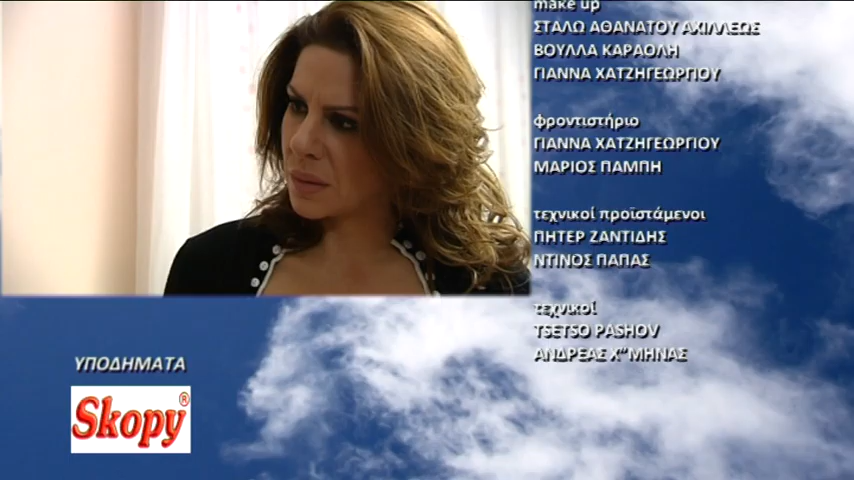 make up
ΣΤΑΛΩ ΑΘΑΝΑΤΟΥ ΑΧΙΛΛΕΩΣ
ΒΟΥΛΛΑ ΚΑΡΑΟΛΗ
ΓΙΑΝΝΑ ΧΑΤΖΗΓΕΩΡΓΙΟΥ
φροντιστήριο
ΓΙΑΝΝΑ ΧΑΤΖΗΓΕΩΡΓΙΟΥ
ΜΑΡΙΟΣ ΠΑΜΠΗ
τεχνικοί προϊστάμενοι
ΠΗΤΕΡ ΖΑΝΤΙΔΗΣ
ΝΤΙΝΟΣ ΠΑΠΑΣ
τεχνικοί
TSETSO PASHOV
ΑΝΔΡΕΑΣ Χ"ΜΗΝΑΣ
ΥΠΟΔΗΜΑΤΑ
Skopy®